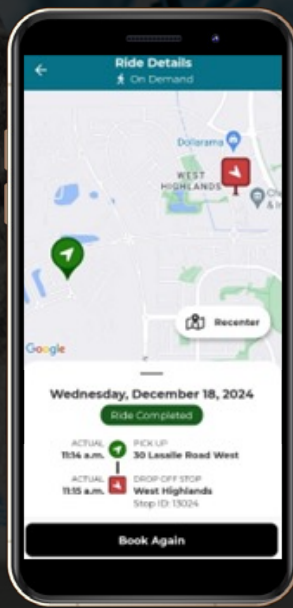 Ride Details
On Demand
Dollarama
WEST
HIGHLANDS
Recenter
Google
Wednesday, December 18, 2024
Ride Completed
ACTUAL PICK UP
11:14 a.m. 30 Lasalle Road West
ACTUAL DROP OFF STOP
11:15 a.m. West Highlands
Stop ID: 13024
Book Again